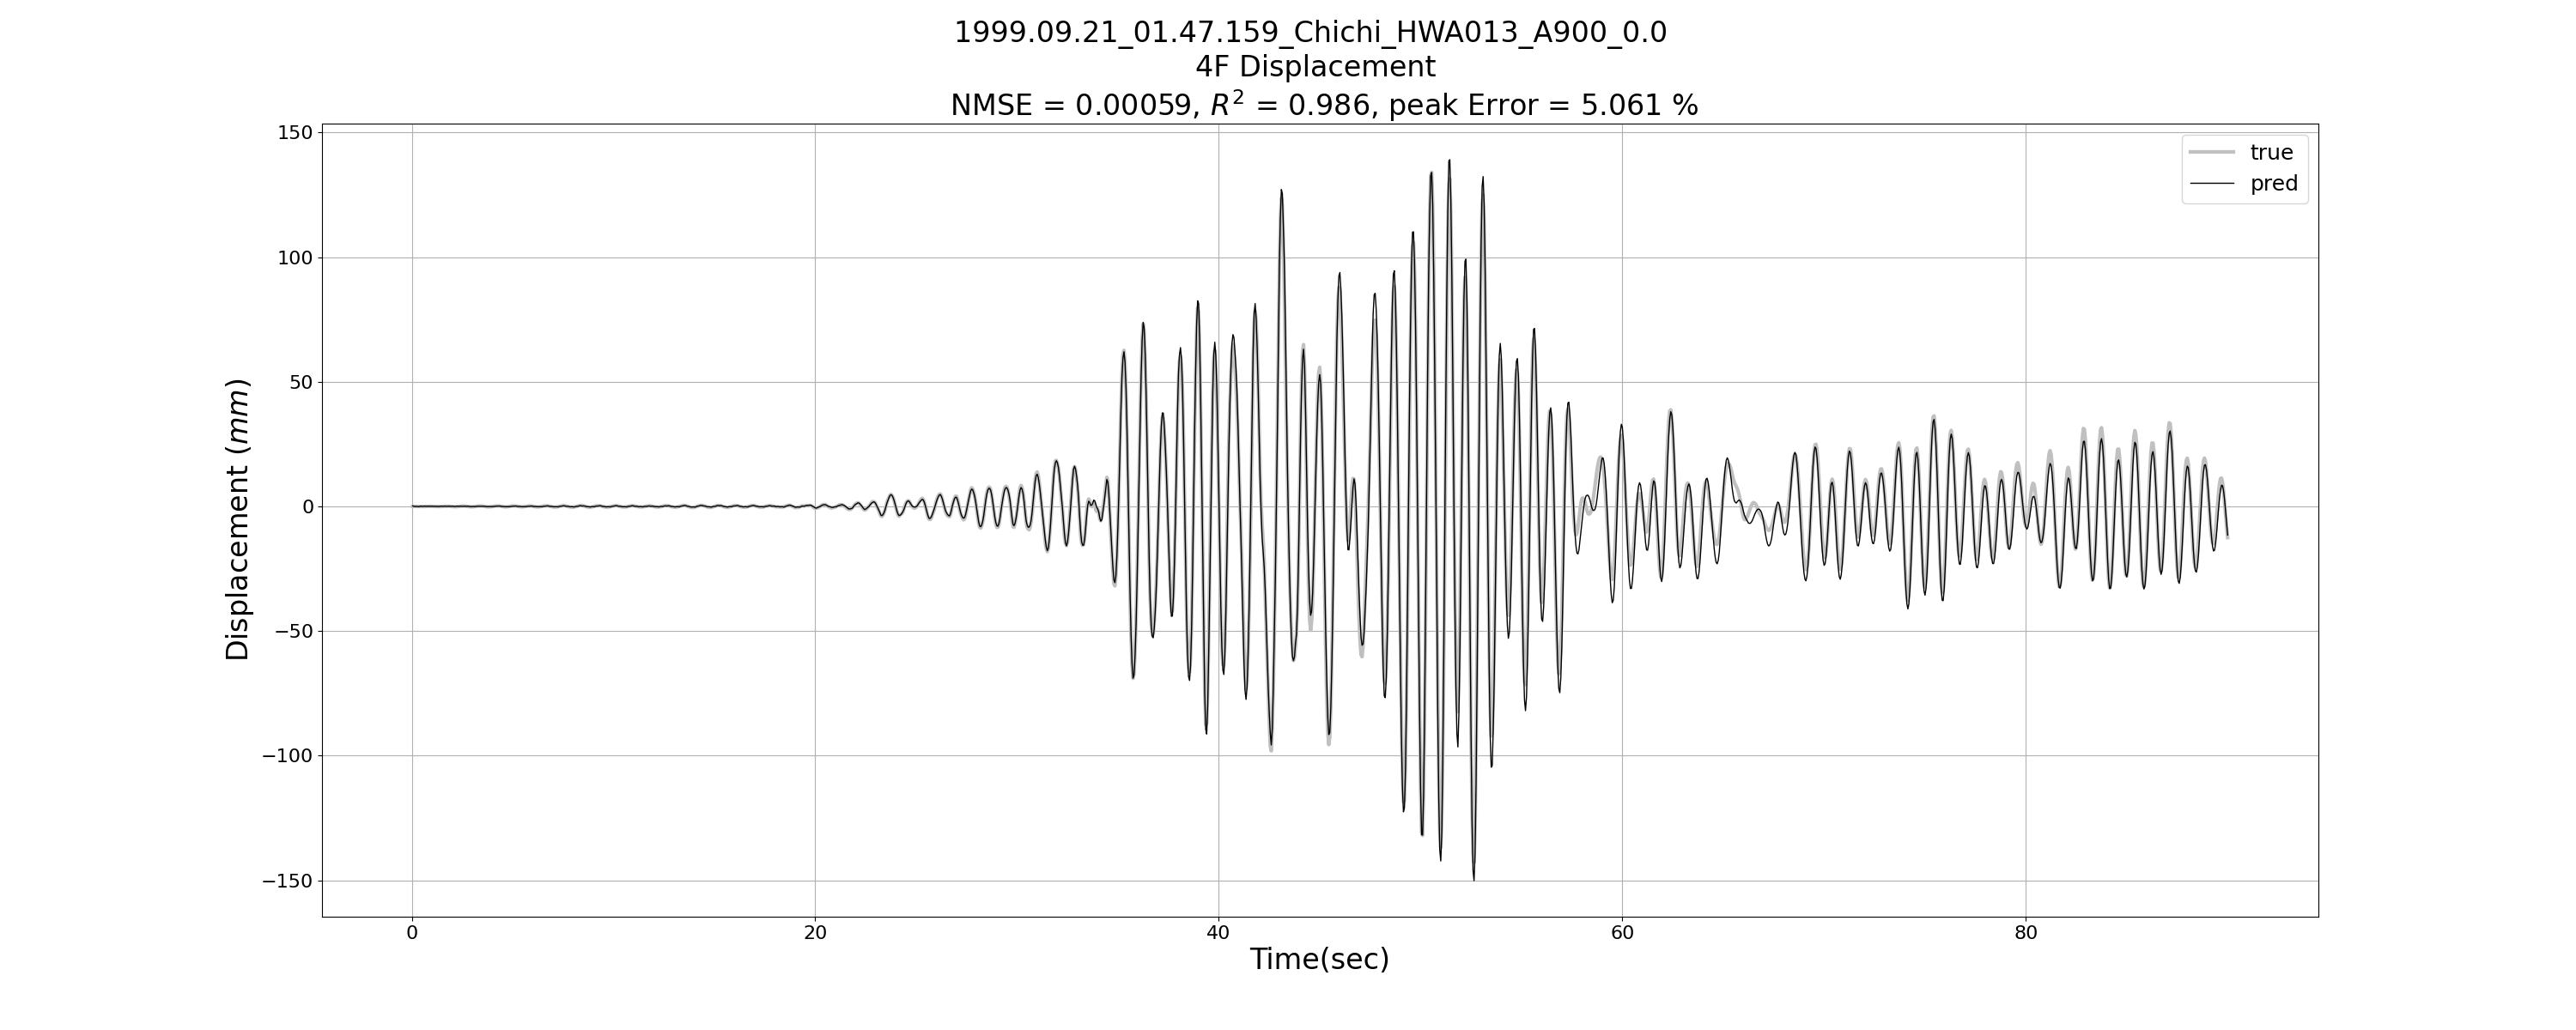 1999.09.21_01.47.159_Chichi_HWA013_A900_0.0
4F Displacement
NMSE = 0.00059, R² = 0.986, peak Error = 5.061 %
150
100
50
0
−50
−100
−150
Displacement (mm)
true
pred
0
20
40
60
80
Time(sec)